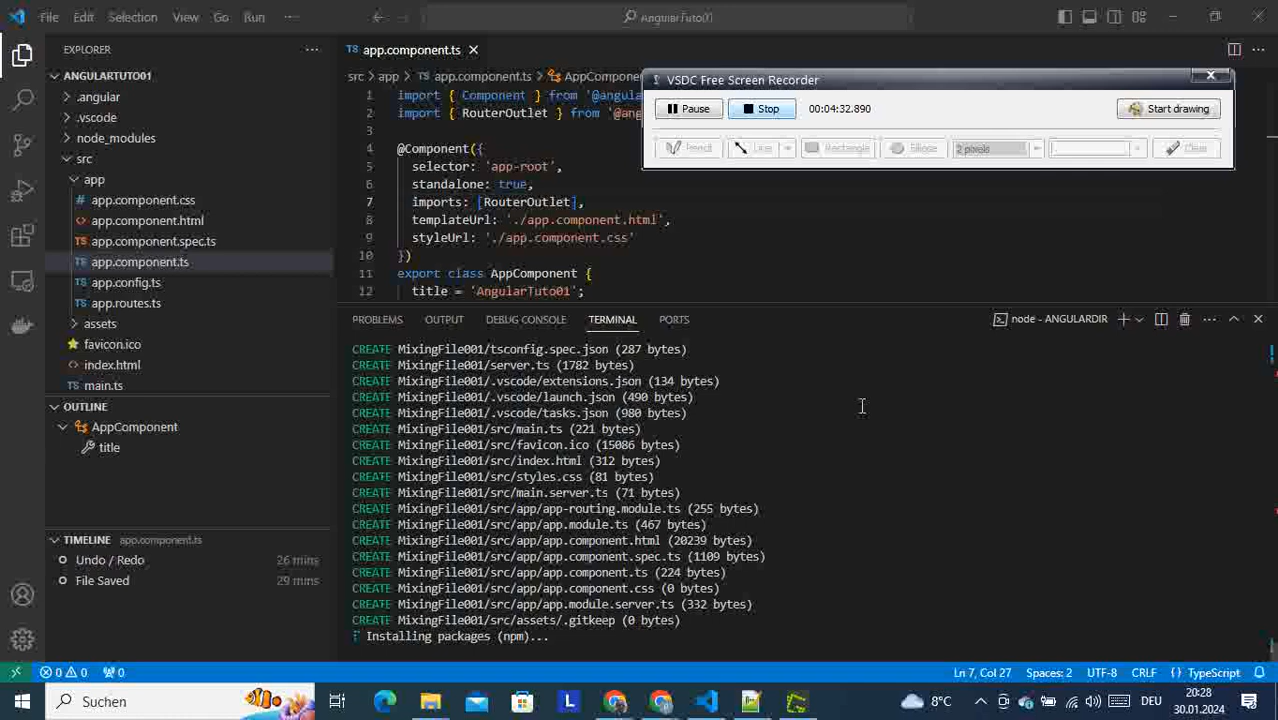 File Edit Selection View Go Run ···
AngularTuto01
EXPLORER
ANGULARTUTO01
.angular
.vscode
node_modules
src
app
# app.component.css
<> app.component.html
TS app.component.spec.ts
TS app.component.ts
TS app.config.ts
TS app.routes.ts
assets
favicon.ico
<> index.html
TS main.ts
OUTLINE
AppComponent
title
TIMELINE app.component.ts
Undo / Redo 26 mins
File Saved 29 mins
TS app.component.ts
src > app > TS app.component.ts > AppCompone
1 import { Component } from '@angula
2 import { RouterOutlet } from '@ang
3
4 @Component({
5 selector: 'app-root',
6 standalone: true,
7 imports: [RouterOutlet],
8 templateUrl: './app.component.html',
9 styleUrl: './app.component.css'
10 })
11 export class AppComponent {
12 title = 'AngularTuto01';
VSDC Free Screen Recorder
Pause Stop 00:04:32.890 Start drawing
Pencil Line Rectangle Ellipse 2 pixels Clear
PROBLEMS OUTPUT DEBUG CONSOLE TERMINAL PORTS
node - ANGULARDIR
CREATE MixingFile001/tsconfig.spec.json (287 bytes)
CREATE MixingFile001/server.ts (1782 bytes)
CREATE MixingFile001/.vscode/extensions.json (134 bytes)
CREATE MixingFile001/.vscode/launch.json (490 bytes)
CREATE MixingFile001/.vscode/tasks.json (980 bytes)
CREATE MixingFile001/src/main.ts (221 bytes)
CREATE MixingFile001/src/favicon.ico (15086 bytes)
CREATE MixingFile001/src/index.html (312 bytes)
CREATE MixingFile001/src/styles.css (81 bytes)
CREATE MixingFile001/src/main.server.ts (71 bytes)
CREATE MixingFile001/src/app/app-routing.module.ts (255 bytes)
CREATE MixingFile001/src/app/app.module.ts (467 bytes)
CREATE MixingFile001/src/app/app.component.html (20239 bytes)
CREATE MixingFile001/src/app/app.component.spec.ts (1109 bytes)
CREATE MixingFile001/src/app/app.component.ts (224 bytes)
CREATE MixingFile001/src/app/app.component.css (0 bytes)
CREATE MixingFile001/src/app/app.module.server.ts (332 bytes)
CREATE MixingFile001/src/assets/.gitkeep (0 bytes)
Installing packages (npm)...
0 0 0 Ln 7, Col 27 Spaces: 2 UTF-8 CRLF { } TypeScript
Suchen
L
8°C
DEU
20:28
30.01.2024